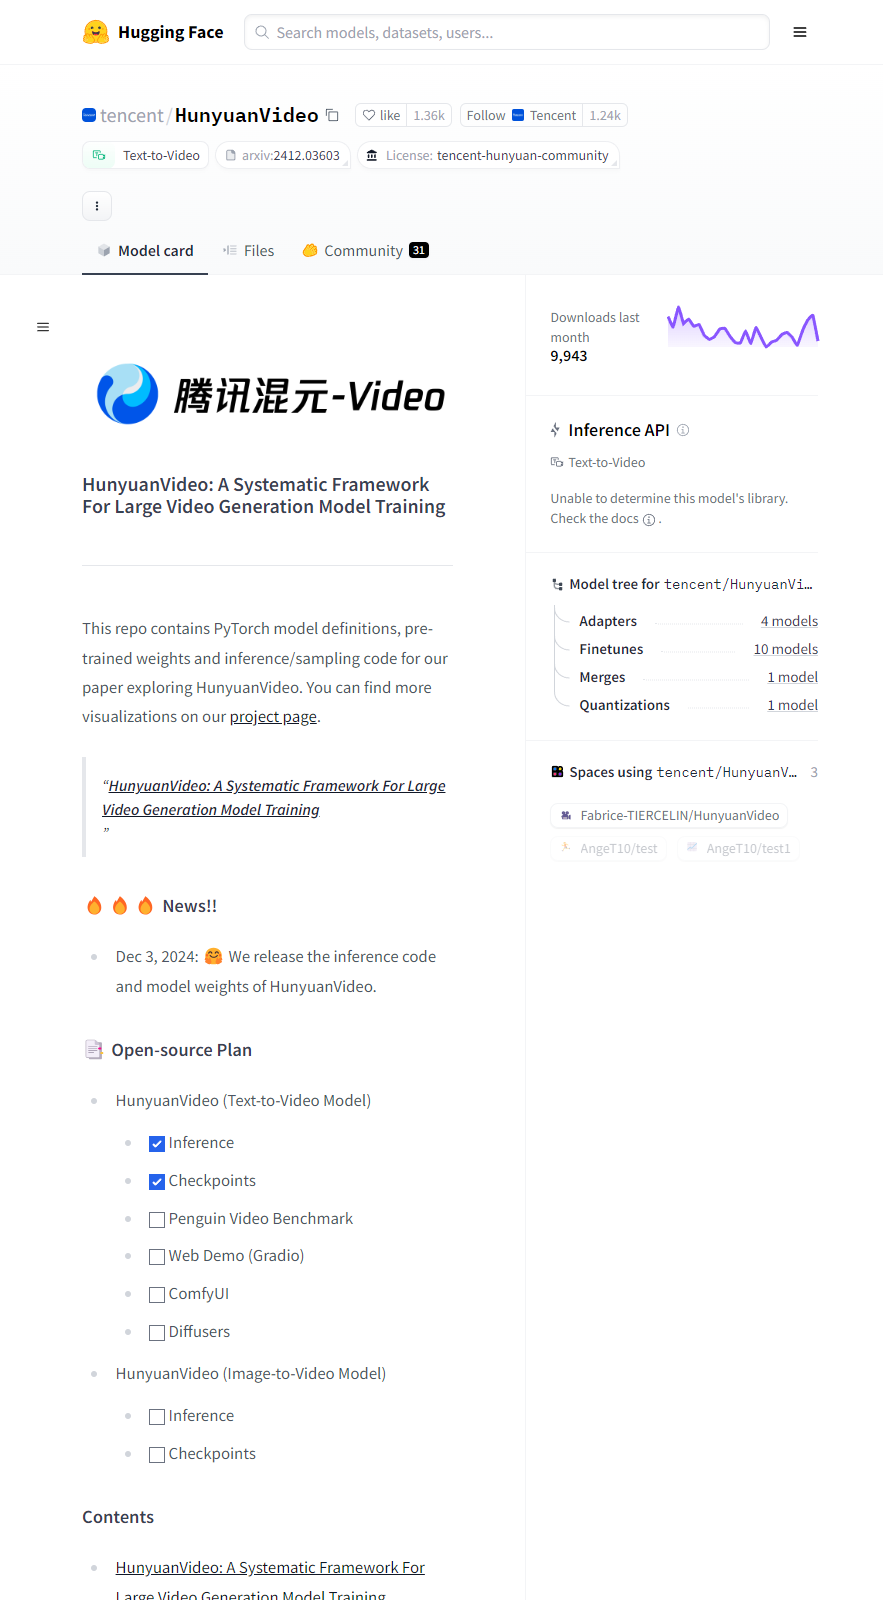 Hugging Face
Search models, datasets, users...
tencent/HunyuanVideo
like 1.36k
Follow Tencent 1.24k
Text-to-Video
arxiv:2412.03603
License: tencent-hunyuan-community
Model card
Files
Community 31
腾讯混元-Video
HunyuanVideo: A Systematic Framework
For Large Video Generation Model Training
This repo contains PyTorch model definitions, pre-
trained weights and inference/sampling code for our
paper exploring HunyuanVideo. You can find more
visualizations on our project page.
“HunyuanVideo: A Systematic Framework For Large
Video Generation Model Training
”
🔥 🔥 🔥 News!!
Dec 3, 2024: 🤗 We release the inference code
and model weights of HunyuanVideo.
📑 Open-source Plan
HunyuanVideo (Text-to-Video Model)
Inference
Checkpoints
Penguin Video Benchmark
Web Demo (Gradio)
ComfyUI
Diffusers
HunyuanVideo (Image-to-Video Model)
Inference
Checkpoints
Contents
HunyuanVideo: A Systematic Framework For
Large Video Generation Model Training
Downloads last
month
9,943
Inference API
Text-to-Video
Unable to determine this model's library.
Check the docs .
Model tree for tencent/HunyuanVi…
Adapters 4 models
Finetunes 10 models
Merges 1 model
Quantizations 1 model
Spaces using tencent/HunyuanV… 3
Fabrice-TIERCELIN/HunyuanVideo
AngeT10/test
AngeT10/test1